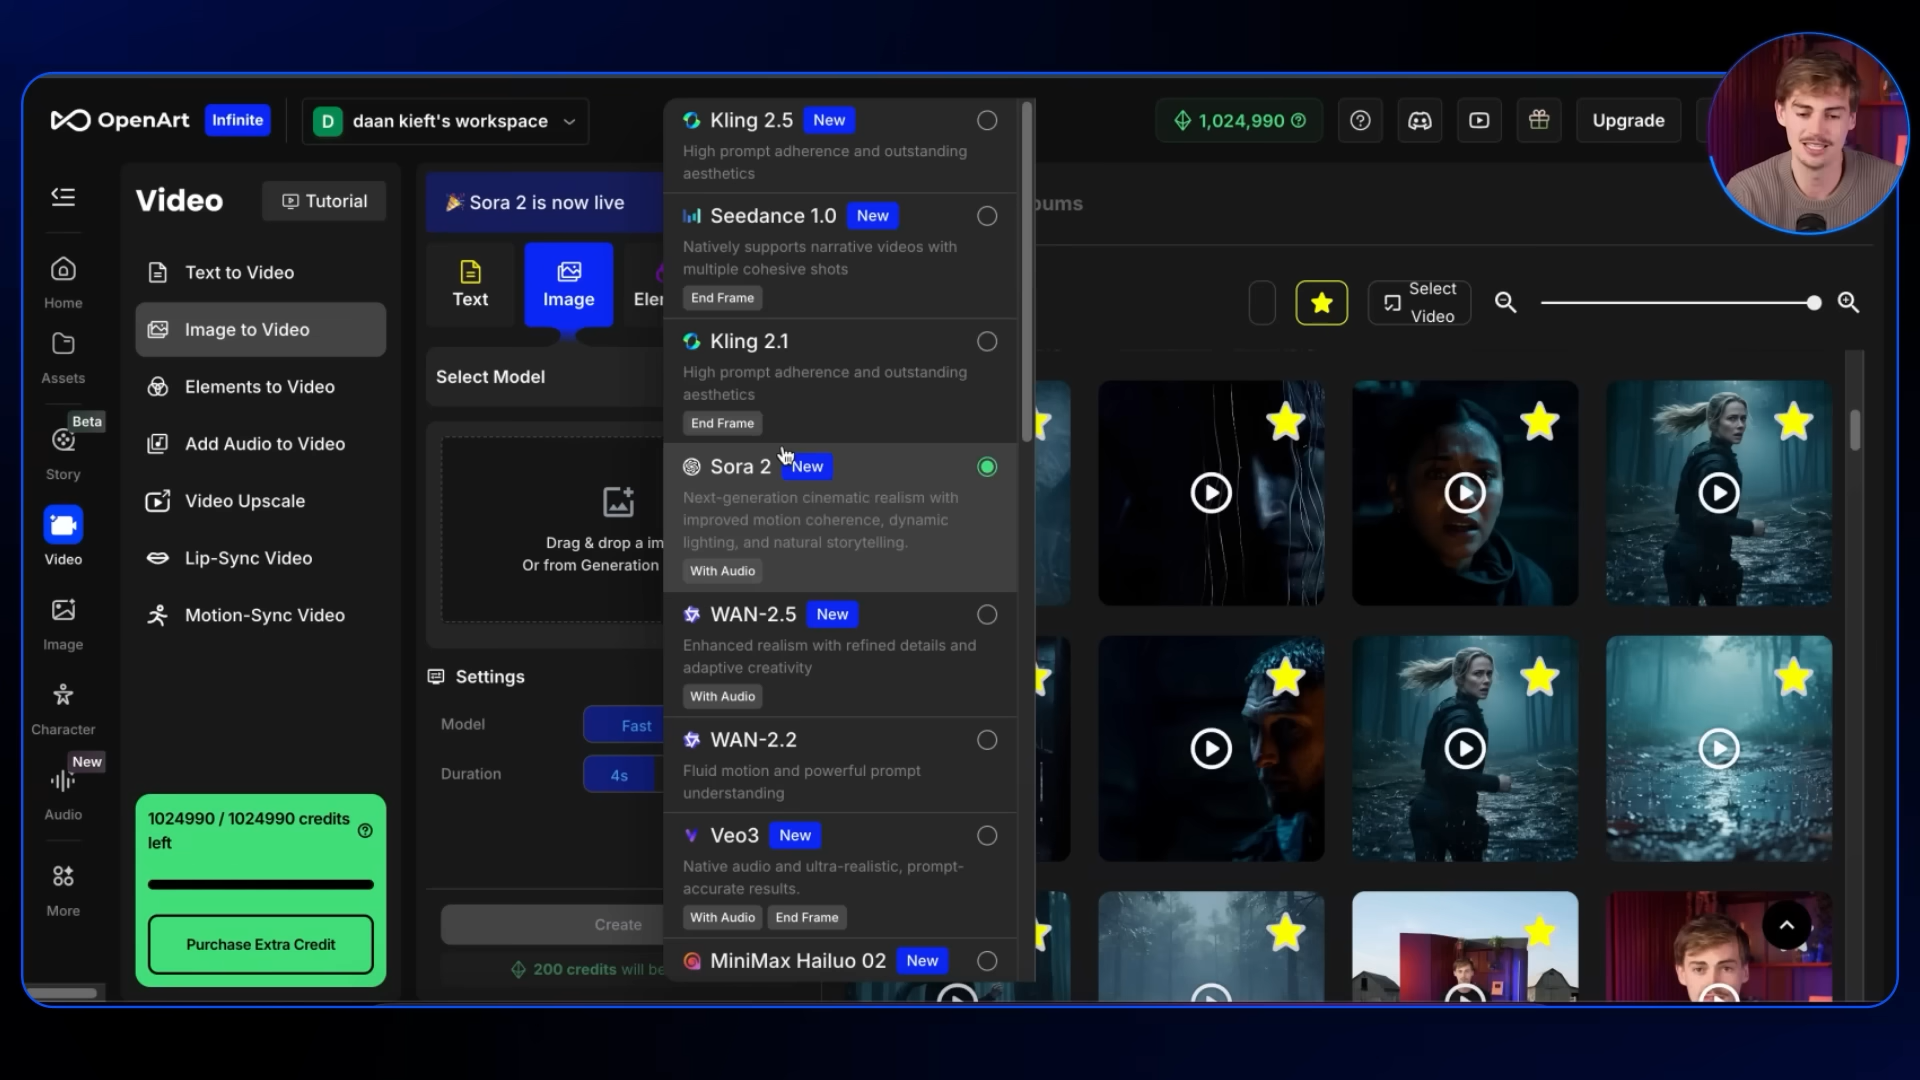 OpenArt Infinite
D daan kieft's workspace
1,024,990
Upgrade
Home
Assets
Beta
Story
Video
Image
Character
New
Audio
More
Video
Tutorial
Text to Video
Image to Video
Elements to Video
Add Audio to Video
Video Upscale
Lip-Sync Video
Motion-Sync Video
1024990 / 1024990 credits
left
Purchase Extra Credit
Sora 2 is now live
Text
Image
Select Model
Drag & drop a
Or from Generation
Settings
Model
Fast
Duration
4s
Create
200 credits will be
Kling 2.5 New
High prompt adherence and outstanding
aesthetics
Seedance 1.0 New
Natively supports narrative videos with
multiple cohesive shots
End Frame
Kling 2.1
High prompt adherence and outstanding
aesthetics
End Frame
Sora 2 New
Next-generation cinematic realism with
improved motion coherence, dynamic
lighting, and natural storytelling.
With Audio
WAN-2.5 New
Enhanced realism with refined details and
adaptive creativity
With Audio
WAN-2.2
Fluid motion and powerful prompt
understanding
Veo3 New
Native audio and ultra-realistic, prompt-
accurate results.
With Audio End Frame
MiniMax Hailuo 02 New
Select
Video